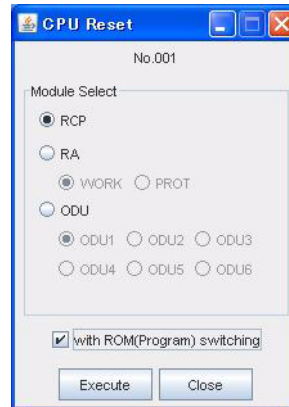 CPU Reset
No.001
Module Select
RCP
RA
WORK PROT
ODU
ODU1 ODU2 ODU3
ODU4 ODU5 ODU6
with ROM(Program) switching
Execute Close